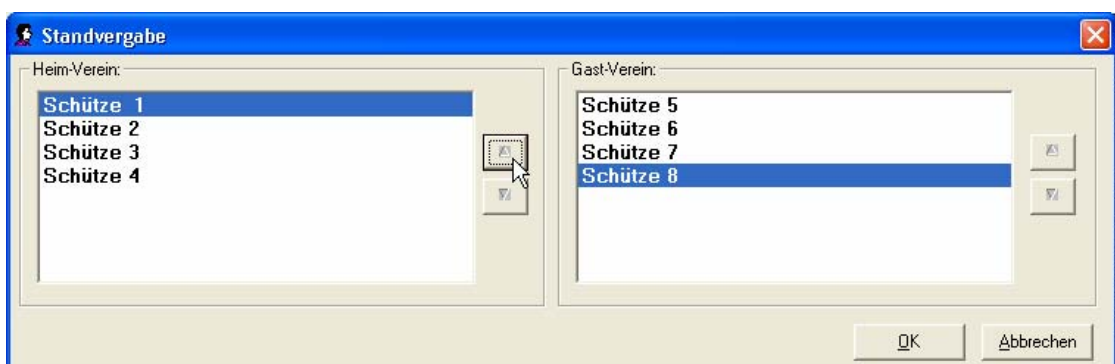 Standvergabe
Heim-Verein:
Schütze 1
Schütze 2
Schütze 3
Schütze 4
Gast-Verein:
Schütze 5
Schütze 6
Schütze 7
Schütze 8
OK
Abbrechen